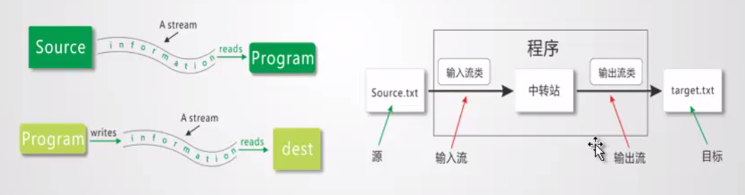 A stream
Source
information
reads
Program
A stream
Program
writes
information
reads
dest
程序
输入流类
输出流类
Source.txt
中转站
target.txt
源
输入流
输出流
目标